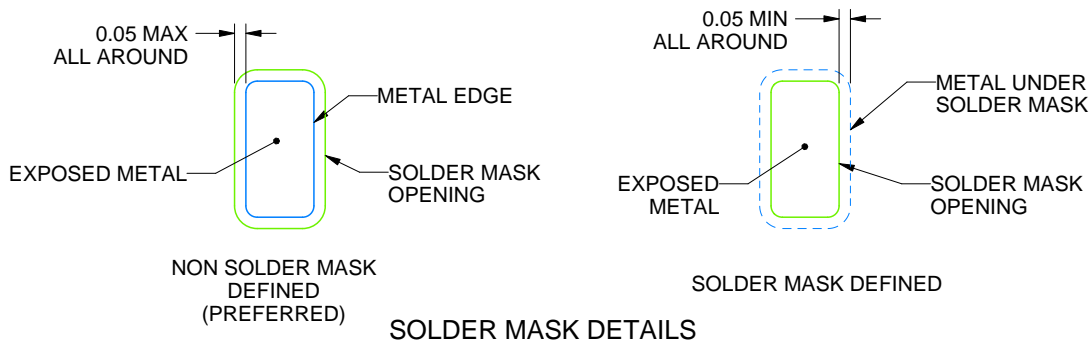 0.05 MAX
ALL AROUND
METAL EDGE
EXPOSED METAL
SOLDER MASK
OPENING
NON SOLDER MASK
DEFINED
(PREFERRED)
0.05 MIN
ALL AROUND
METAL UNDER
SOLDER MASK
EXPOSED
METAL
SOLDER MASK
OPENING
SOLDER MASK DEFINED
SOLDER MASK DETAILS